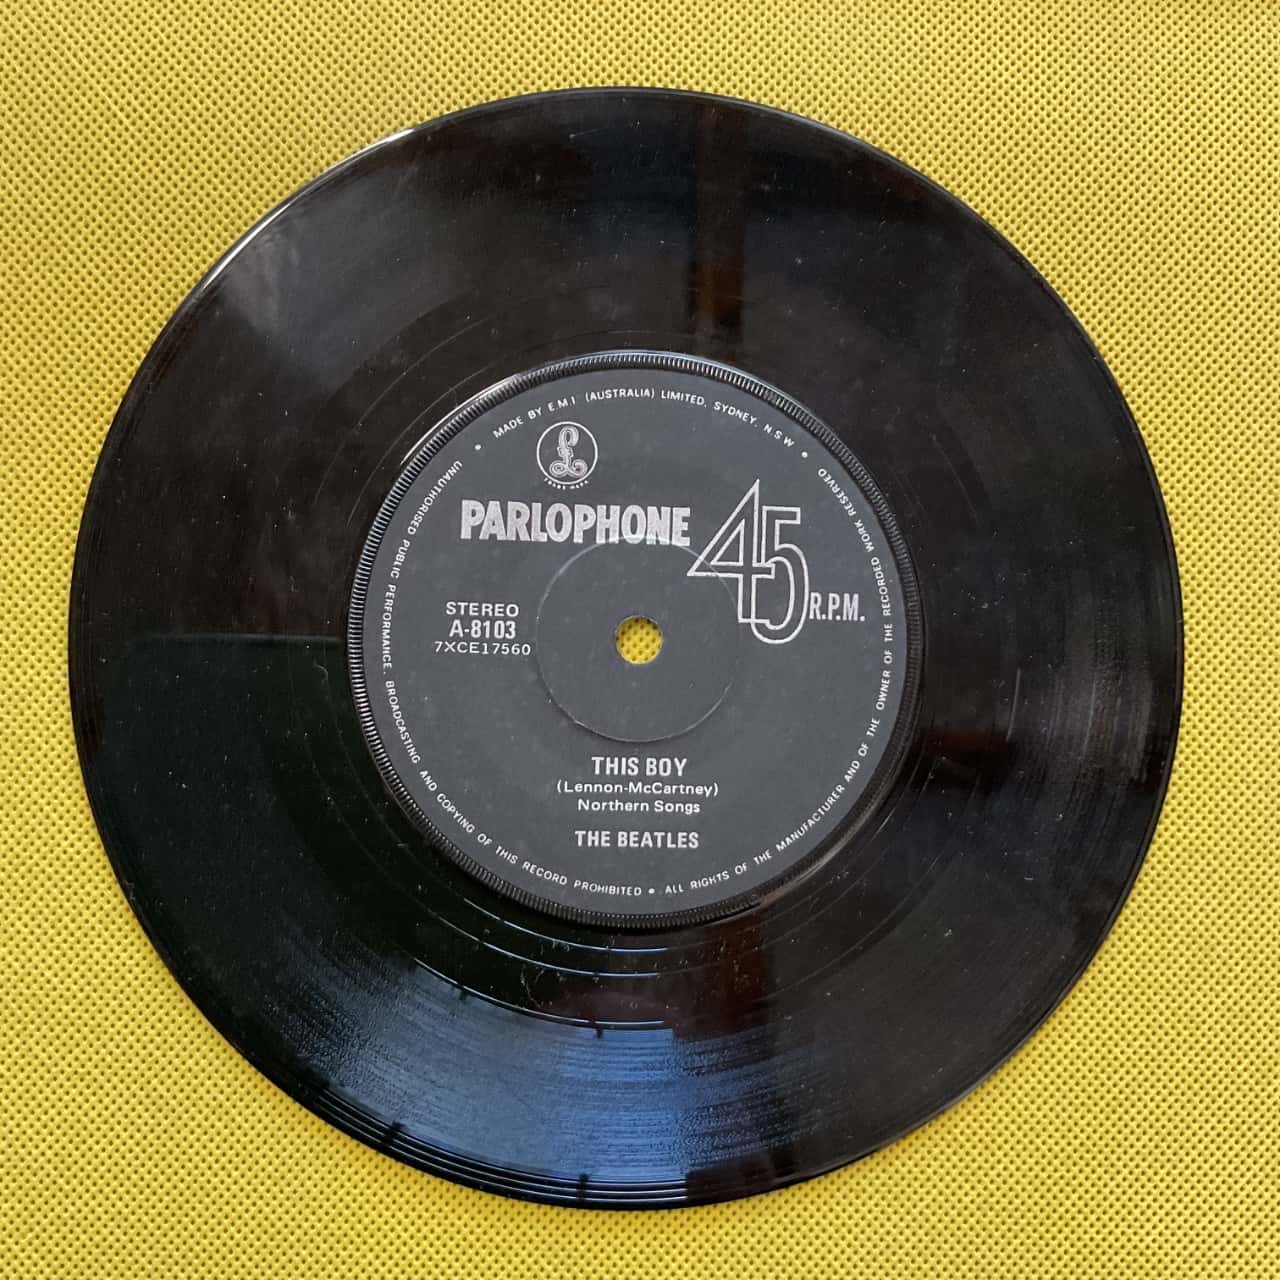 MADE BY E.M.I (AUSTRALIA) LIMITED, SYDNEY, N.S.W
TRADE MARK
PARLOPHONE
45 R.P.M.
STEREO
A-8103
7XCE17560
THIS BOY
(Lennon-McCartney)
Northern Songs
THE BEATLES
UNAUTHORISED PUBLIC PERFORMANCE, BROADCASTING AND COPYING OF THIS RECORD PROHIBITED • ALL RIGHTS OF THE MANUFACTURER AND OF THE OWNER OF THE RECORDED WORK RESERVED